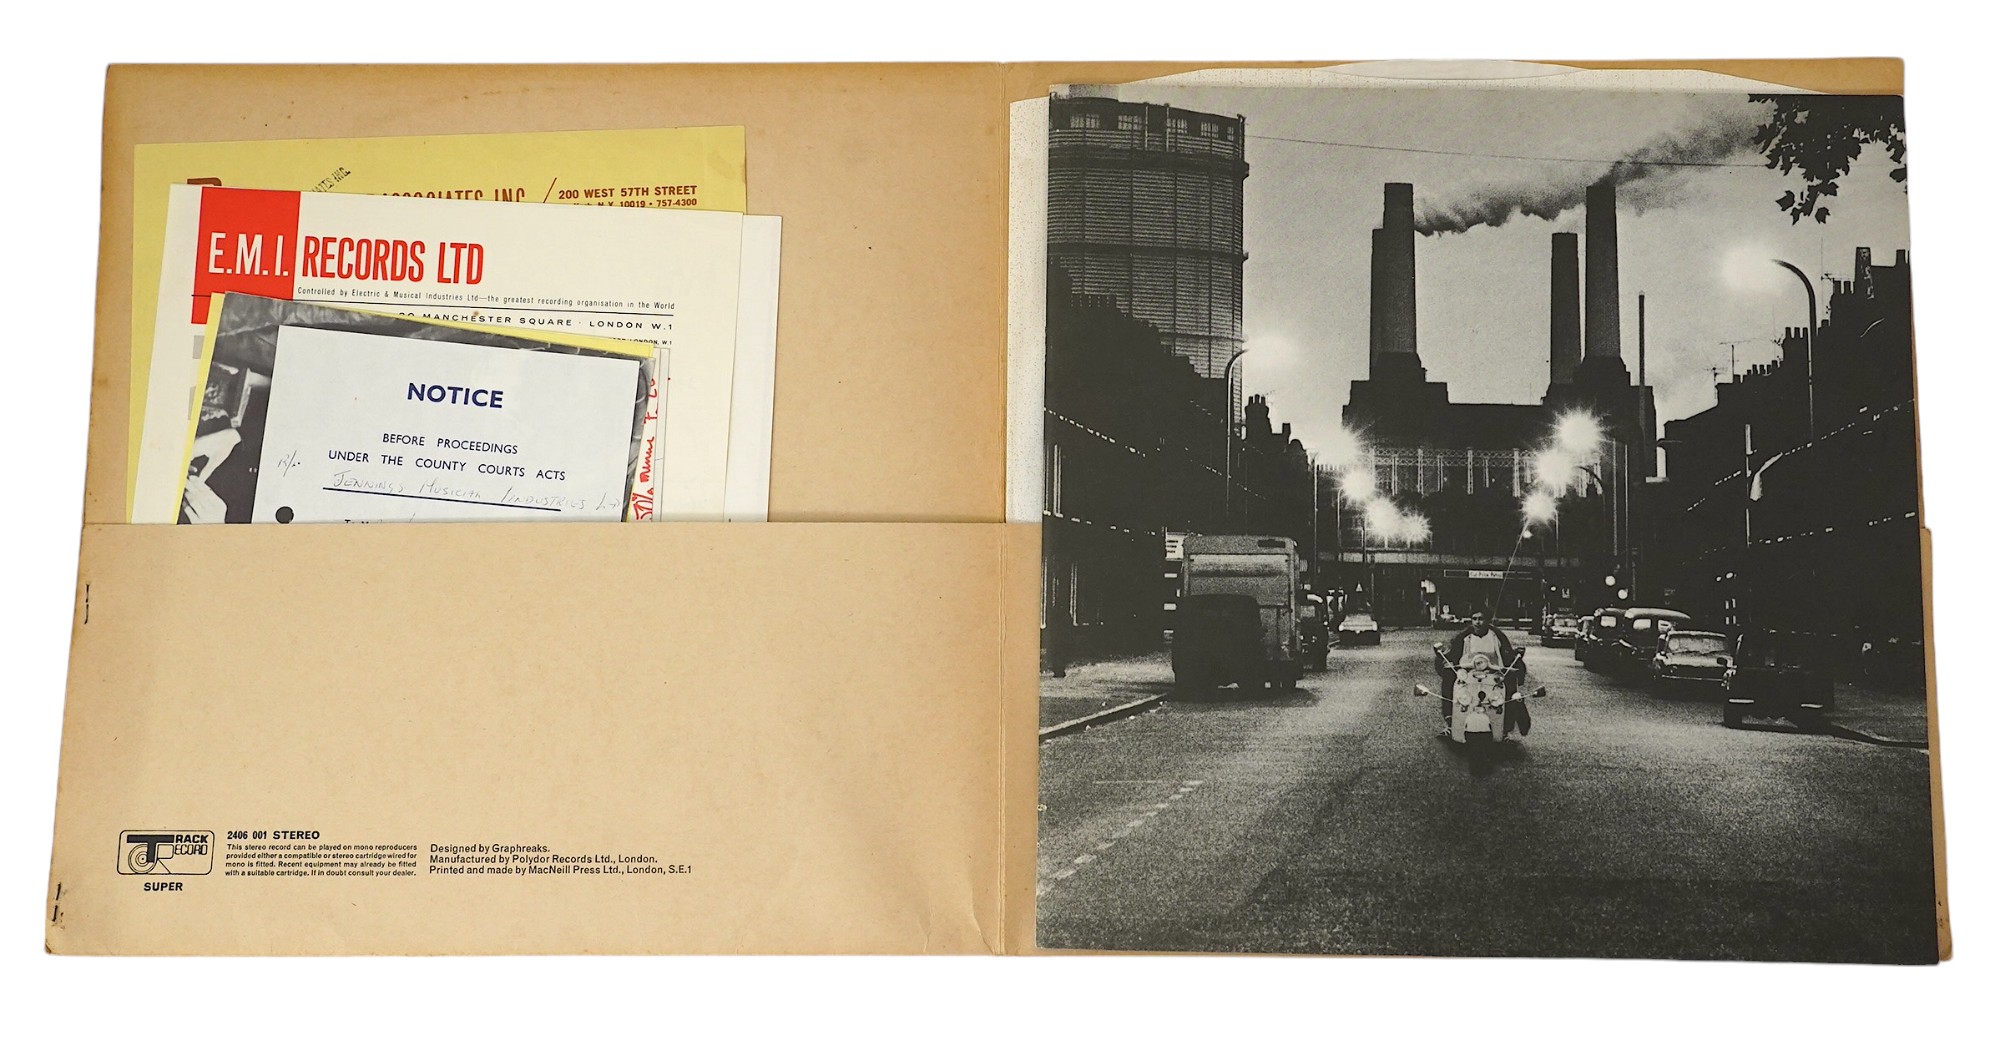 ASSOCIATES INC
200 WEST 57TH STREET
N.Y. 10019 • 757-4300
E.M.I. RECORDS LTD
Controlled by Electric & Musical Industries Ltd—the greatest recording organisation in the World
MANCHESTER SQUARE · LONDON W.1
LONDON, W.1
NOTICE
BEFORE PROCEEDINGS
UNDER THE COUNTY COURTS ACTS
Jennings Musical Industries
TRACK
RECORD
SUPER
2406 001 STEREO
This stereo record can be played on mono reproducers
provided either a compatible or stereo cartridge wired for
mono is fitted. Recent equipment may already be fitted
with a suitable cartridge. If in doubt consult your dealer.
Designed by Graphreaks.
Manufactured by Polydor Records Ltd., London.
Printed and made by MacNeill Press Ltd., London, S.E.1